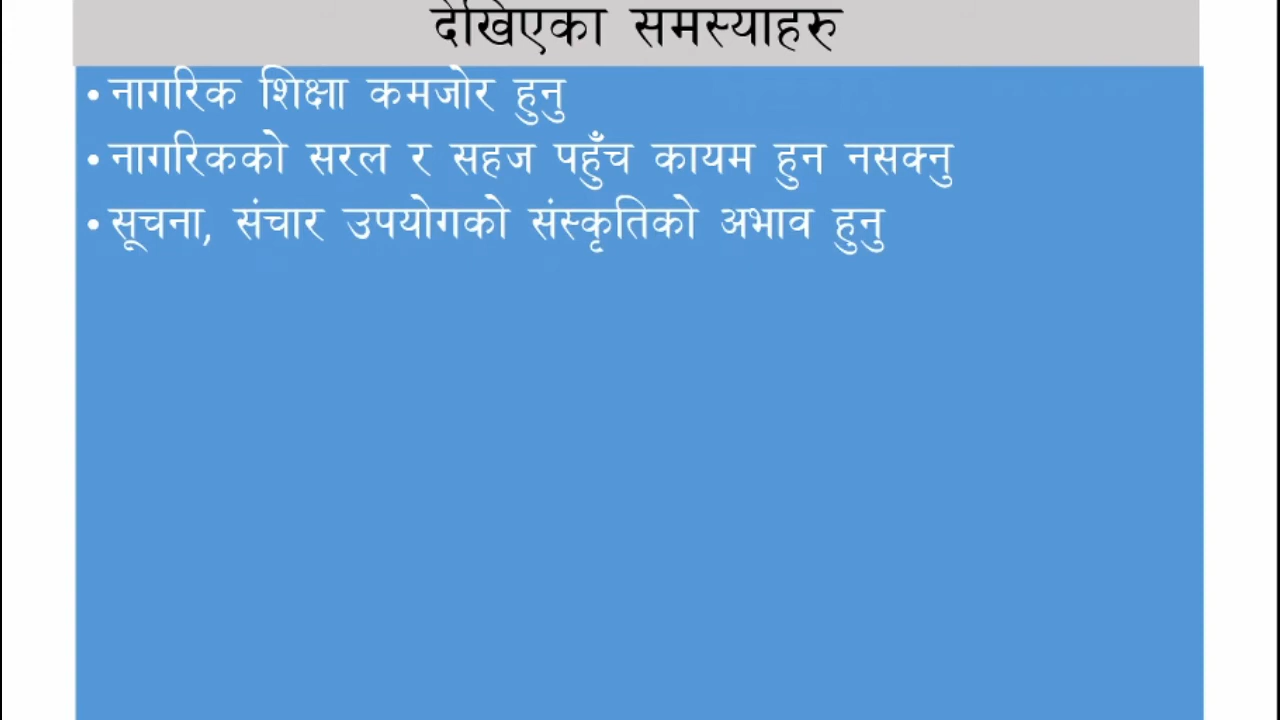 देखिएका समस्याहरु
• नागरिक शिक्षा कमजोर हुनु
• नागरिकको सरल र सहज पहुँच कायम हुन नसक्नु
• सूचना, संचार उपयोगको संस्कृतिको अभाव हुनु